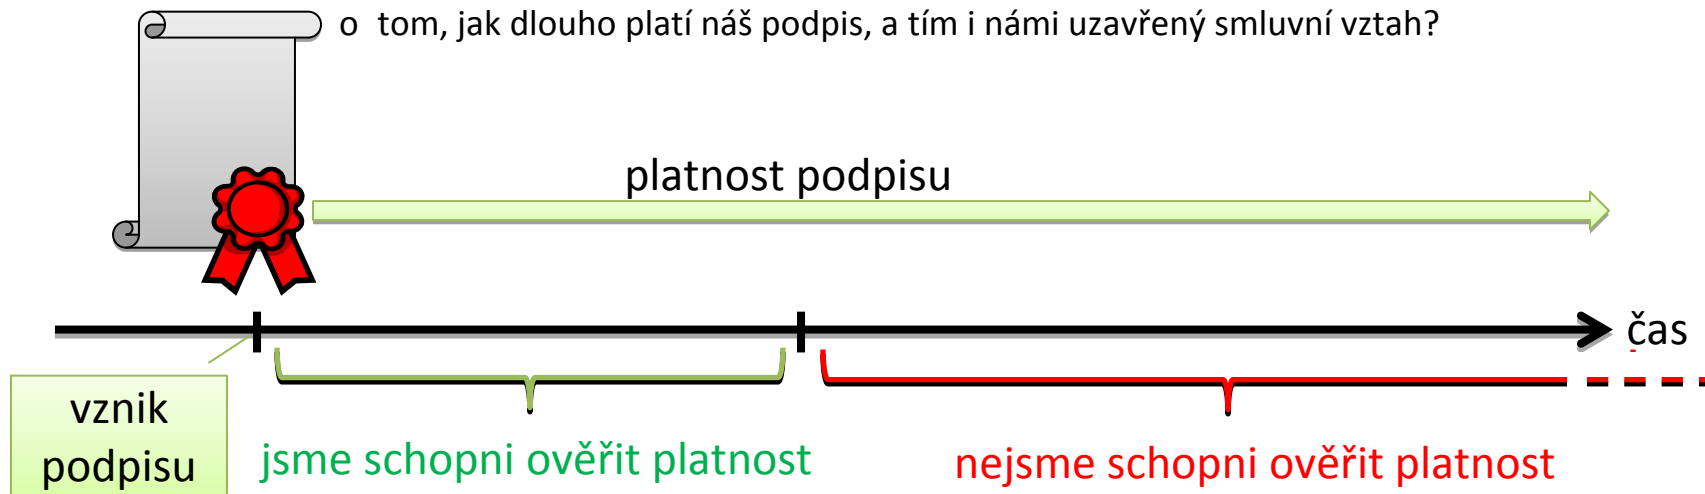 o tom, jak dlouho platí náš podpis, a tím i námi uzavřený smluvní vztah?
platnost podpisu
čas
vznik
podpisu
jsme schopni ověřit platnost
nejsme schopni ověřit platnost